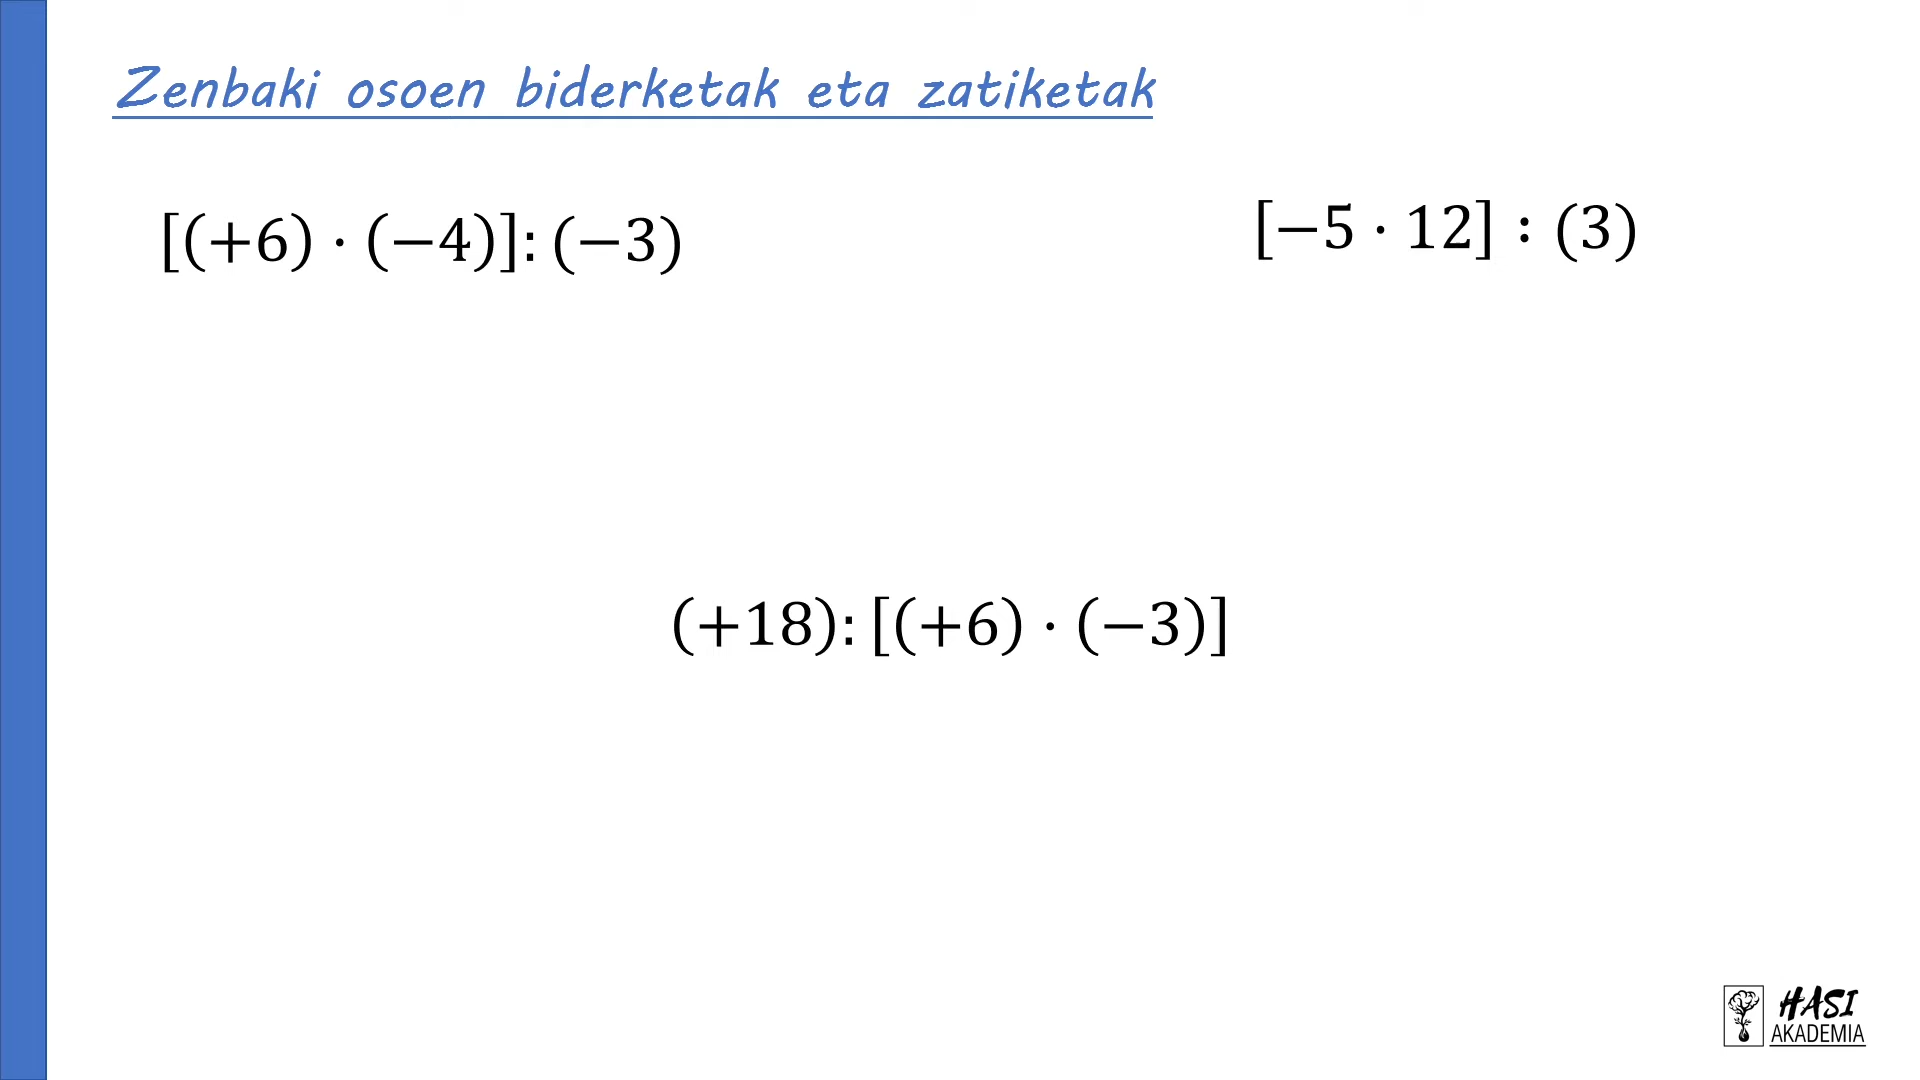 Zenbaki osoen biderketak eta zatiketak
[(+6) · (−4)]: (−3)
[−5 · 12] : (3)
(+18): [(+6) · (−3)]
HASI
AKADEMIA